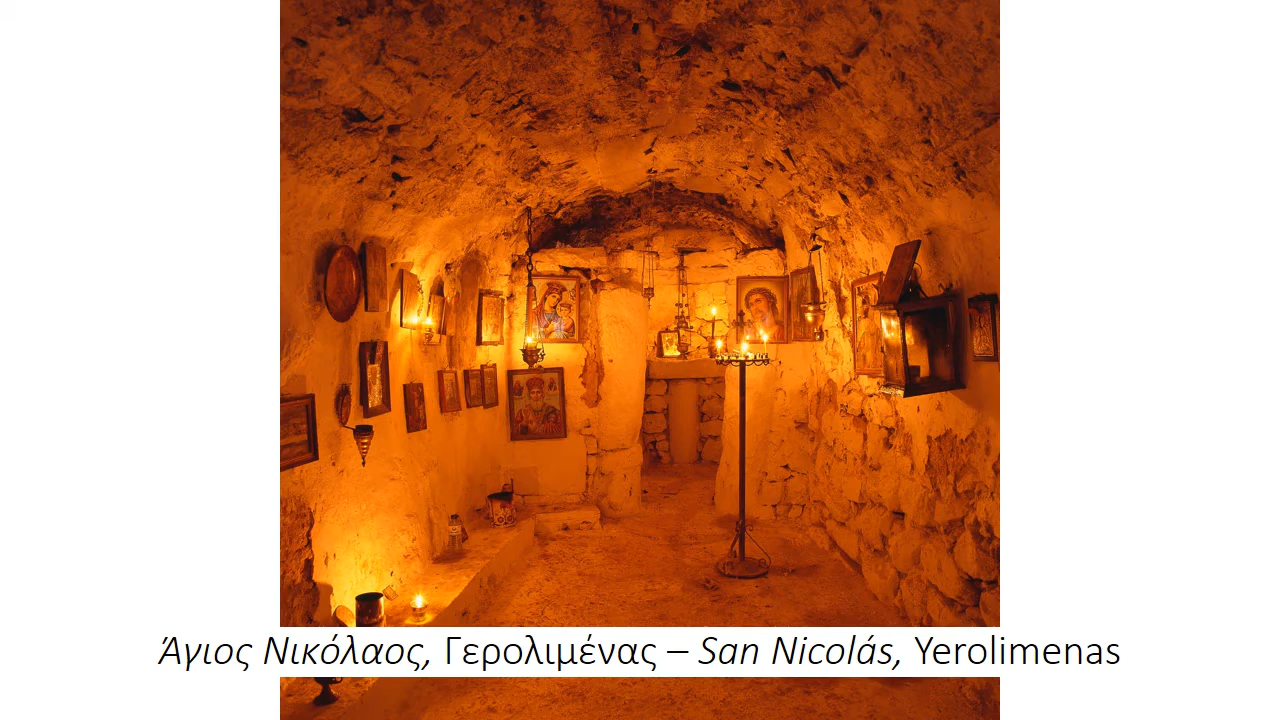 Άγιος Νικόλαος, Γερολιμένας – San Nicolás, Yerolimenas